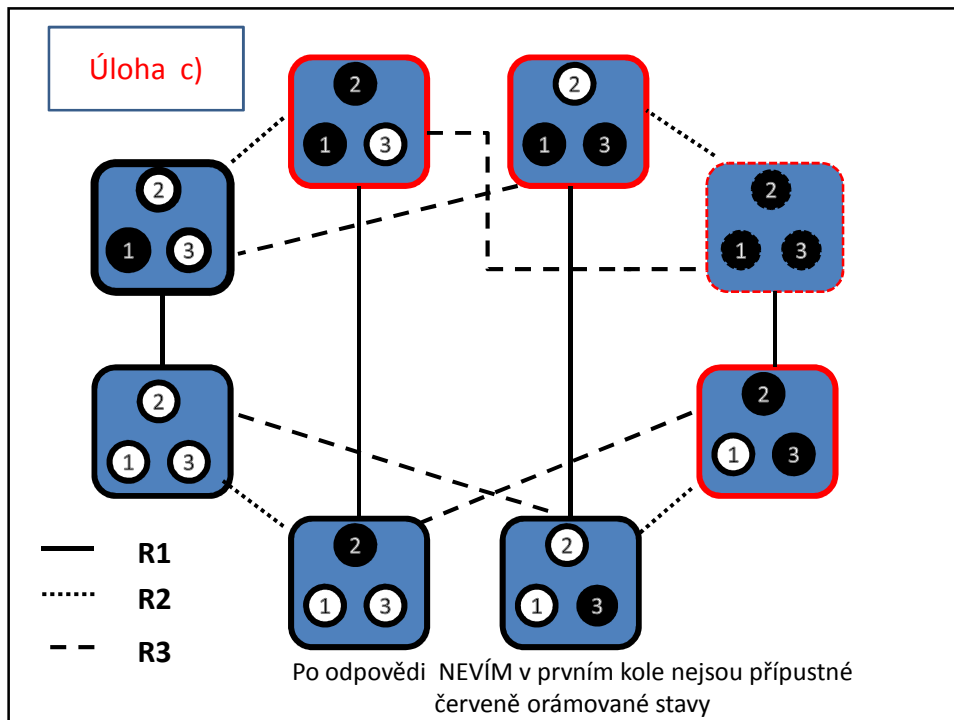 Úloha c)
2
1 3
2
1 3
2
1 3
2
1 3
2
1 3
2
1 3
2
1 3
2
1 3
R1
R2
R3
Po odpovědi NEVÍM v prvním kole nejsou přípustné
červeně orámované stavy